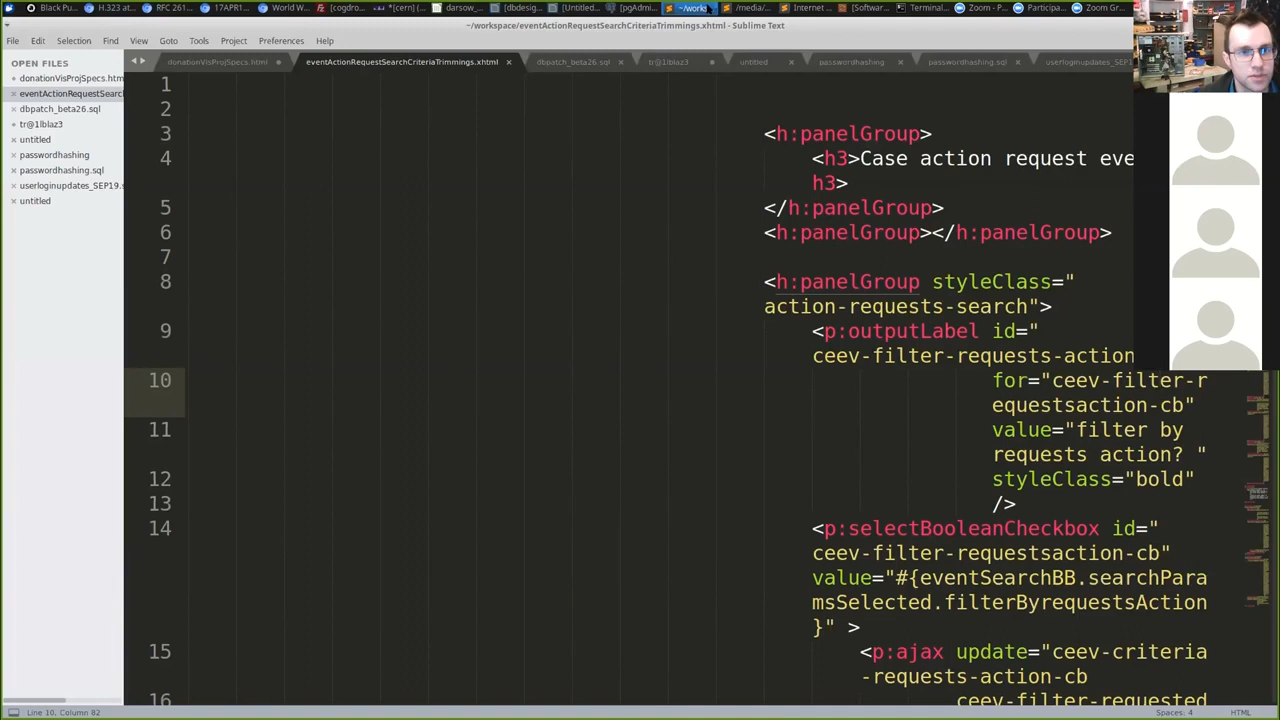 Black Pu...
H.323 at ...
RFC 261...
17APR1...
World W...
[cogdro...
*[cern] (...
darsow_...
[dbdesig...
[Untitled...
[pgAdmi...
~/works
/media/...
Internet ...
[Softwar...
Terminal...
Zoom - P...
Participa...
Zoom Gr...
~/workspace/eventActionRequestSearchCriteriaTrimmings.xhtml - Sublime Text
File Edit Selection Find View Goto Tools Project Preferences Help
OPEN FILES
donationVisProjSpecs.htm
eventActionRequestSearc
dbpatch_beta26.sql
tr@1lblaz3
untitled
passwordhashing
passwordhashing.sql
userloginupdates_SEP19.s
untitled
donationVisProjSpecs.html
eventActionRequestSearchCriteriaTrimmings.xhtml
dbpatch_beta26.sql
tr@1lblaz3
untitled
passwordhashing
passwordhashing.sql
userloginupdates_SEP1
1
2
3 <h:panelGroup>
4 <h3>Case action request eve
h3>
5 </h:panelGroup>
6 <h:panelGroup></h:panelGroup>
7
8 <h:panelGroup styleClass="
action-requests-search">
9 <p:outputLabel id="
ceev-filter-requests-action
10 for="ceev-filter-r
equestsaction-cb"
11 value="filter by
requests action? "
12 styleClass="bold"
13 />
14 <p:selectBooleanCheckbox id="
ceev-filter-requestsaction-cb"
value="#{eventSearchBB.searchPara
msSelected.filterByrequestsAction
}" >
15 <p:ajax update="ceev-criteria
-requests-action-cb
16 ceev-filter-requested
Line 10, Column 82
Spaces: 4
HTML